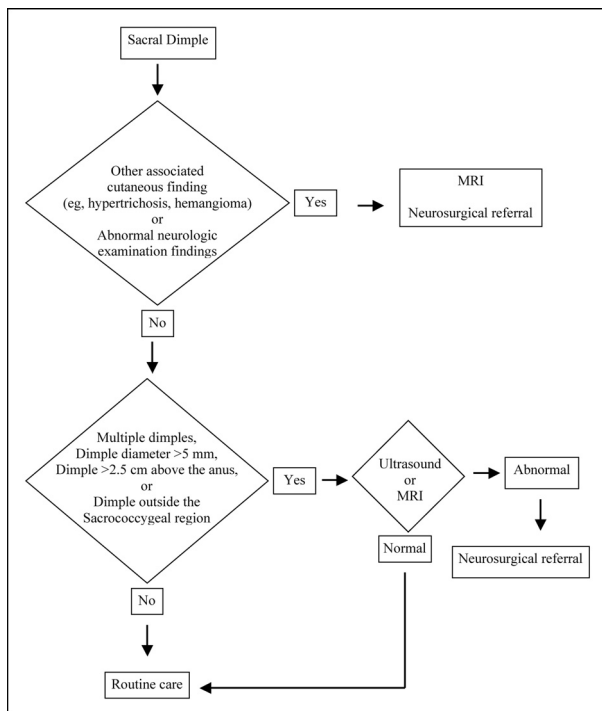 Sacral Dimple
Other associated
cutaneous finding
(eg, hypertrichosis, hemangioma)
or
Abnormal neurologic
examination findings
Yes
MRI
Neurosurgical referral
No
Multiple dimples,
Dimple diameter >5 mm,
Dimple >2.5 cm above the anus,
or
Dimple outside the
Sacrococcygeal region
Yes
Ultrasound
or
MRI
Abnormal
Normal
Neurosurgical referral
No
Routine care